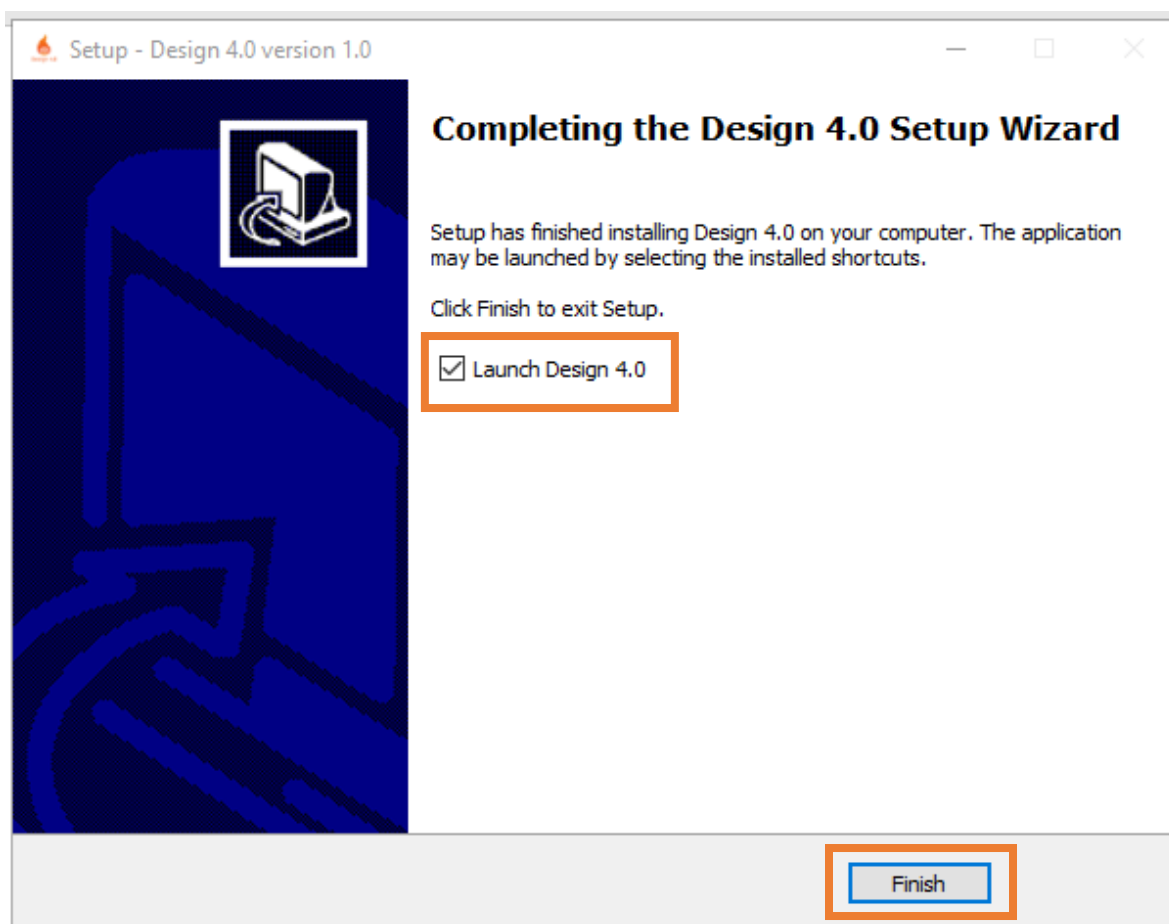 Setup - Design 4.0 version 1.0
Completing the Design 4.0 Setup Wizard
Setup has finished installing Design 4.0 on your computer. The application
may be launched by selecting the installed shortcuts.
Click Finish to exit Setup.
Launch Design 4.0
Finish